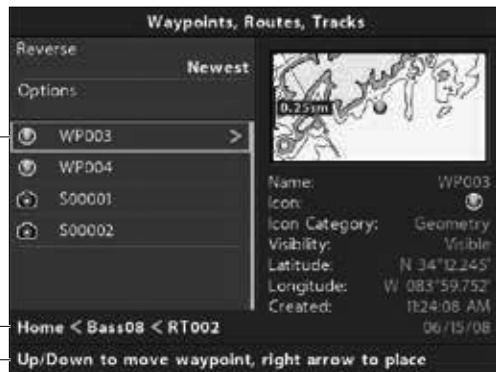 Waypoints, Routes, Tracks
Reverse
Newest
Options
WP003 >
WP004
S00001
S00002
0.25sm
Name: WP003
Icon:
Icon Category: Geometry
Visibility: Visible
Latitude: N 34°12.245'
Longitude: W 083°59.752'
Created: 11:24:08 AM
06/15/08
Home < Bass08 < RT002
Up/Down to move waypoint, right arrow to place